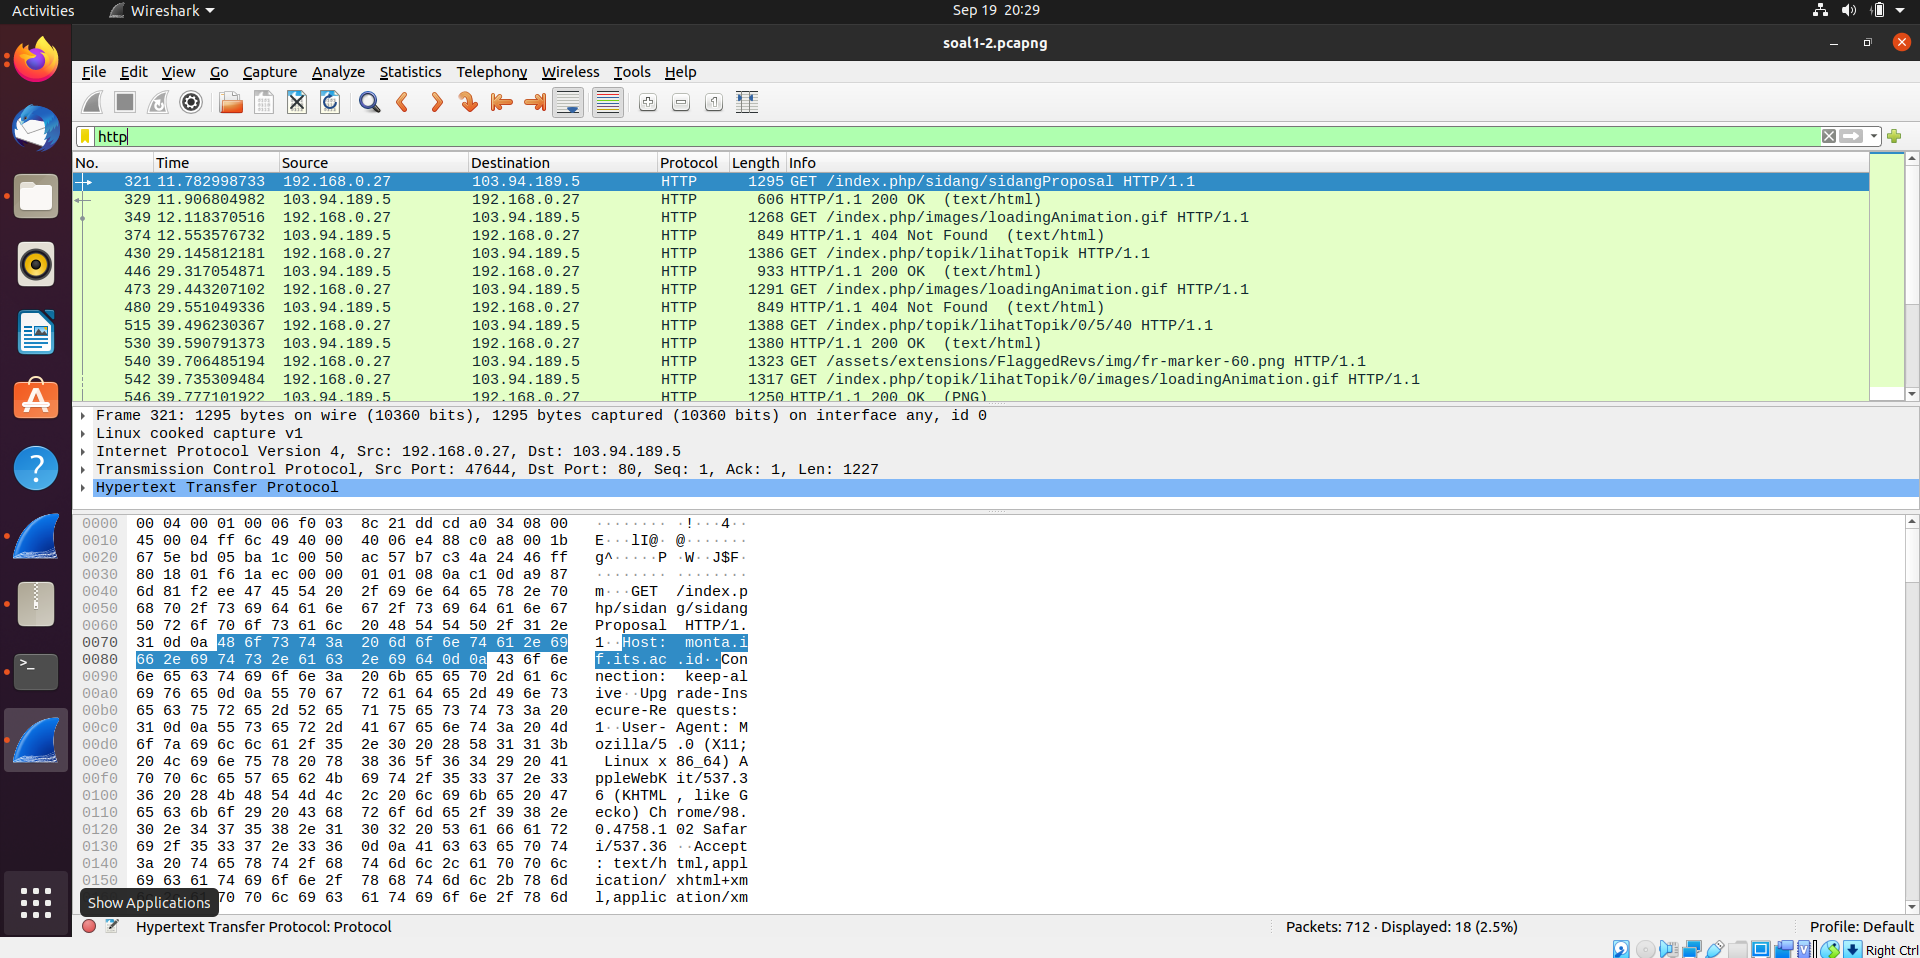 Activities Wireshark Sep 19 20:29
soal1-2.pcapng
File Edit View Go Capture Analyze Statistics Telephony Wireless Tools Help
http
No. Time Source Destination Protocol Length Info
321 11.782998733 192.168.0.27 103.94.189.5 HTTP 1295 GET /index.php/sidang/sidangProposal HTTP/1.1
329 11.906804982 103.94.189.5 192.168.0.27 HTTP 606 HTTP/1.1 200 OK (text/html)
349 12.118370516 192.168.0.27 103.94.189.5 HTTP 1268 GET /index.php/images/loadingAnimation.gif HTTP/1.1
374 12.553576732 103.94.189.5 192.168.0.27 HTTP 849 HTTP/1.1 404 Not Found (text/html)
430 29.145812181 192.168.0.27 103.94.189.5 HTTP 1386 GET /index.php/topik/lihatTopik HTTP/1.1
446 29.317054871 103.94.189.5 192.168.0.27 HTTP 933 HTTP/1.1 200 OK (text/html)
473 29.443207102 192.168.0.27 103.94.189.5 HTTP 1291 GET /index.php/images/loadingAnimation.gif HTTP/1.1
480 29.551049336 103.94.189.5 192.168.0.27 HTTP 849 HTTP/1.1 404 Not Found (text/html)
515 39.496230367 192.168.0.27 103.94.189.5 HTTP 1388 GET /index.php/topik/lihatTopik/0/5/40 HTTP/1.1
530 39.590791373 103.94.189.5 192.168.0.27 HTTP 1380 HTTP/1.1 200 OK (text/html)
540 39.706485194 192.168.0.27 103.94.189.5 HTTP 1323 GET /assets/extensions/FlaggedRevs/img/fr-marker-60.png HTTP/1.1
542 39.735309484 192.168.0.27 103.94.189.5 HTTP 1317 GET /index.php/topik/lihatTopik/0/images/loadingAnimation.gif HTTP/1.1
546 39.777101922 103.94.189.5 192.168.0.27 HTTP 1250 HTTP/1.1 200 OK (PNG)
Frame 321: 1295 bytes on wire (10360 bits), 1295 bytes captured (10360 bits) on interface any, id 0
Linux cooked capture v1
Internet Protocol Version 4, Src: 192.168.0.27, Dst: 103.94.189.5
Transmission Control Protocol, Src Port: 47644, Dst Port: 80, Seq: 1, Ack: 1, Len: 1227
Hypertext Transfer Protocol
0000 00 04 00 01 00 06 f0 03 8c 21 dd cd a0 34 08 00 ········ ·!···4··
0010 45 00 04 ff 6c 49 40 00 40 06 e4 88 c0 a8 00 1b E···lI@· @·······
0020 67 5e bd 05 ba 1c 00 50 ac 57 b7 c3 4a 24 46 ff g^·····P ·W··J$F·
0030 80 18 01 f6 1a ec 00 00 01 01 08 0a c1 0d a9 87 ········ ········
0040 6d 81 f2 ee 47 45 54 20 2f 69 6e 64 65 78 2e 70 m···GET /index.p
0050 68 70 2f 73 69 64 61 6e 67 2f 73 69 64 61 6e 67 hp/sidan g/sidang
0060 50 72 6f 70 6f 73 61 6c 20 48 54 54 50 2f 31 2e Proposal HTTP/1.
0070 31 0d 0a 48 6f 73 74 3a 20 6d 6f 6e 74 61 2e 69 1··Host: monta.i
0080 66 2e 69 74 73 2e 61 63 2e 69 64 0d 0a 43 6f 6e f.its.ac .id··Con
0090 6e 65 63 74 69 6f 6e 3a 20 6b 65 65 70 2d 61 6c nection: keep-al
00a0 69 76 65 0d 0a 55 70 67 72 61 64 65 2d 49 6e 73 ive··Upg rade-Ins
00b0 65 63 75 72 65 2d 52 65 71 75 65 73 74 73 3a 20 ecure-Re quests:
00c0 31 0d 0a 55 73 65 72 2d 41 67 65 6e 74 3a 20 4d 1··User- Agent: M
00d0 6f 7a 69 6c 6c 61 2f 35 2e 30 20 28 58 31 31 3b ozilla/5 .0 (X11;
00e0 20 4c 69 6e 75 78 20 78 38 36 5f 36 34 29 20 41 Linux x 86_64) A
00f0 70 70 6c 65 57 65 62 4b 69 74 2f 35 33 37 2e 33 ppleWebK it/537.3
0100 36 20 28 4b 48 54 4d 4c 2c 20 6c 69 6b 65 20 47 6 (KHTML , like G
0110 65 63 6b 6f 29 20 43 68 72 6f 6d 65 2f 39 38 2e ecko) Ch rome/98.
0120 30 2e 34 37 35 38 2e 31 30 32 20 53 61 66 61 72 0.4758.1 02 Safar
0130 69 2f 35 33 37 2e 33 36 0d 0a 41 63 63 65 70 74 i/537.36 ··Accept
0140 3a 20 74 65 78 74 2f 68 74 6d 6c 2c 61 70 70 6c : text/h tml,appl
0150 69 63 61 74 69 6f 6e 2f 78 68 74 6d 6c 2b 78 6d ication/ xhtml+xm
70 70 6c 69 63 61 74 69 6f 6e 2f 78 6d l,applic ation/xm
Show Applications
Hypertext Transfer Protocol: Protocol Packets: 712 · Displayed: 18 (2.5%) Profile: Default
Right Ctrl